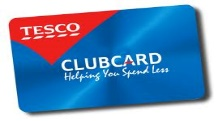 TESCO
CLUBCARD
Helping You Spend Less